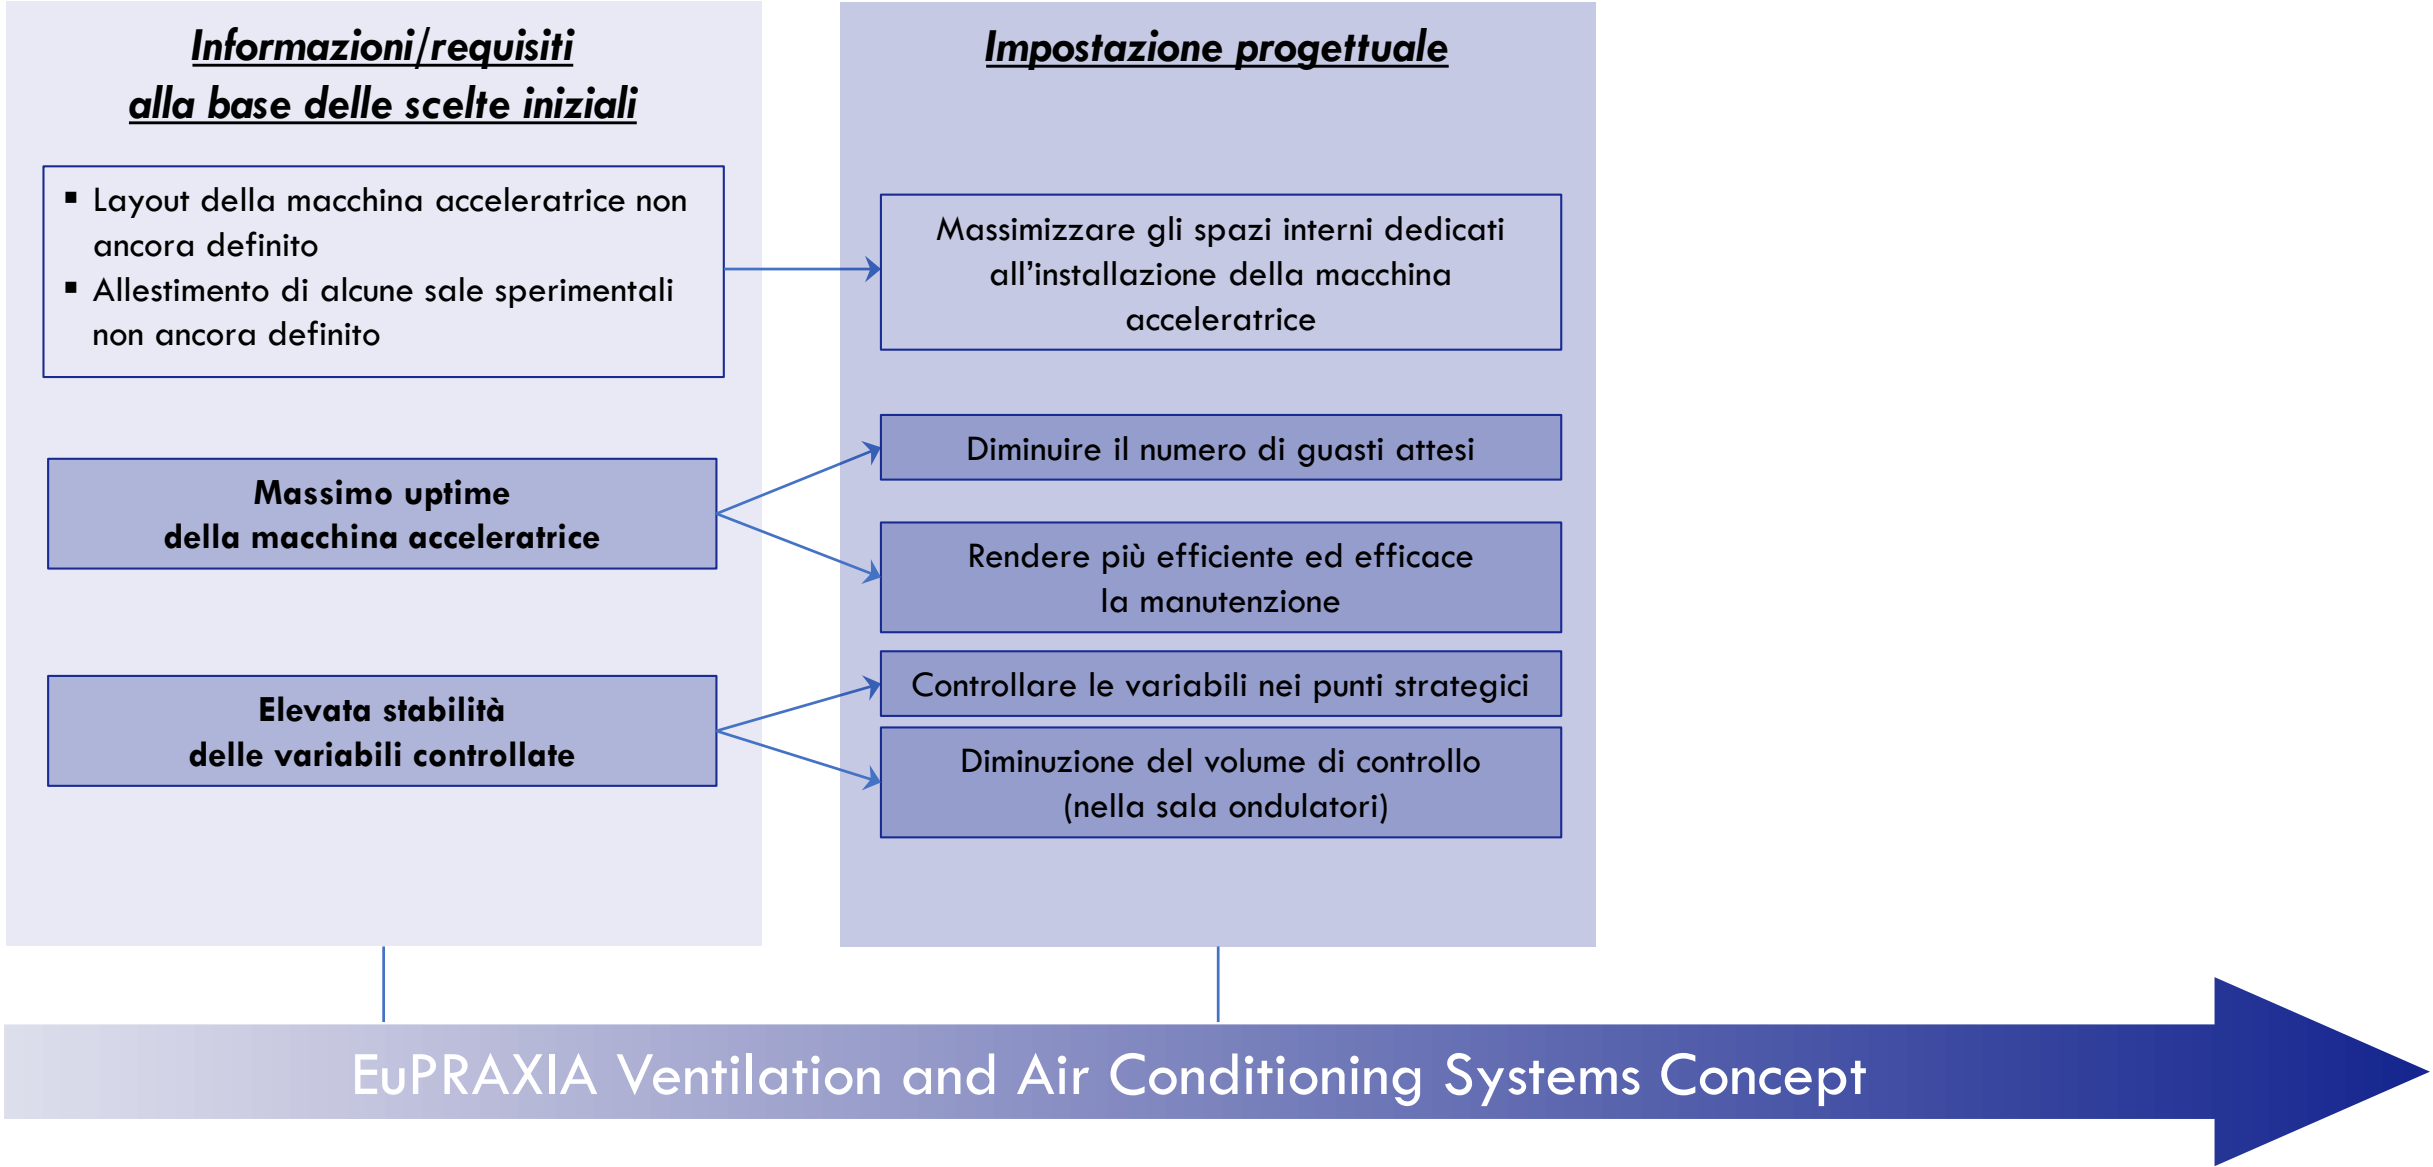 Informazioni/requisiti
alla base delle scelte iniziali
▪ Layout della macchina acceleratrice non
ancora definito
▪ Allestimento di alcune sale sperimentali
non ancora definito
Massimo uptime
della macchina acceleratrice
Elevata stabilità
delle variabili controllate
Impostazione progettuale
Massimizzare gli spazi interni dedicati
all’installazione della macchina
acceleratrice
Diminuire il numero di guasti attesi
Rendere più efficiente ed efficace
la manutenzione
Controllare le variabili nei punti strategici
Diminuzione del volume di controllo
(nella sala ondulatori)
EuPRAXIA Ventilation and Air Conditioning Systems Concept